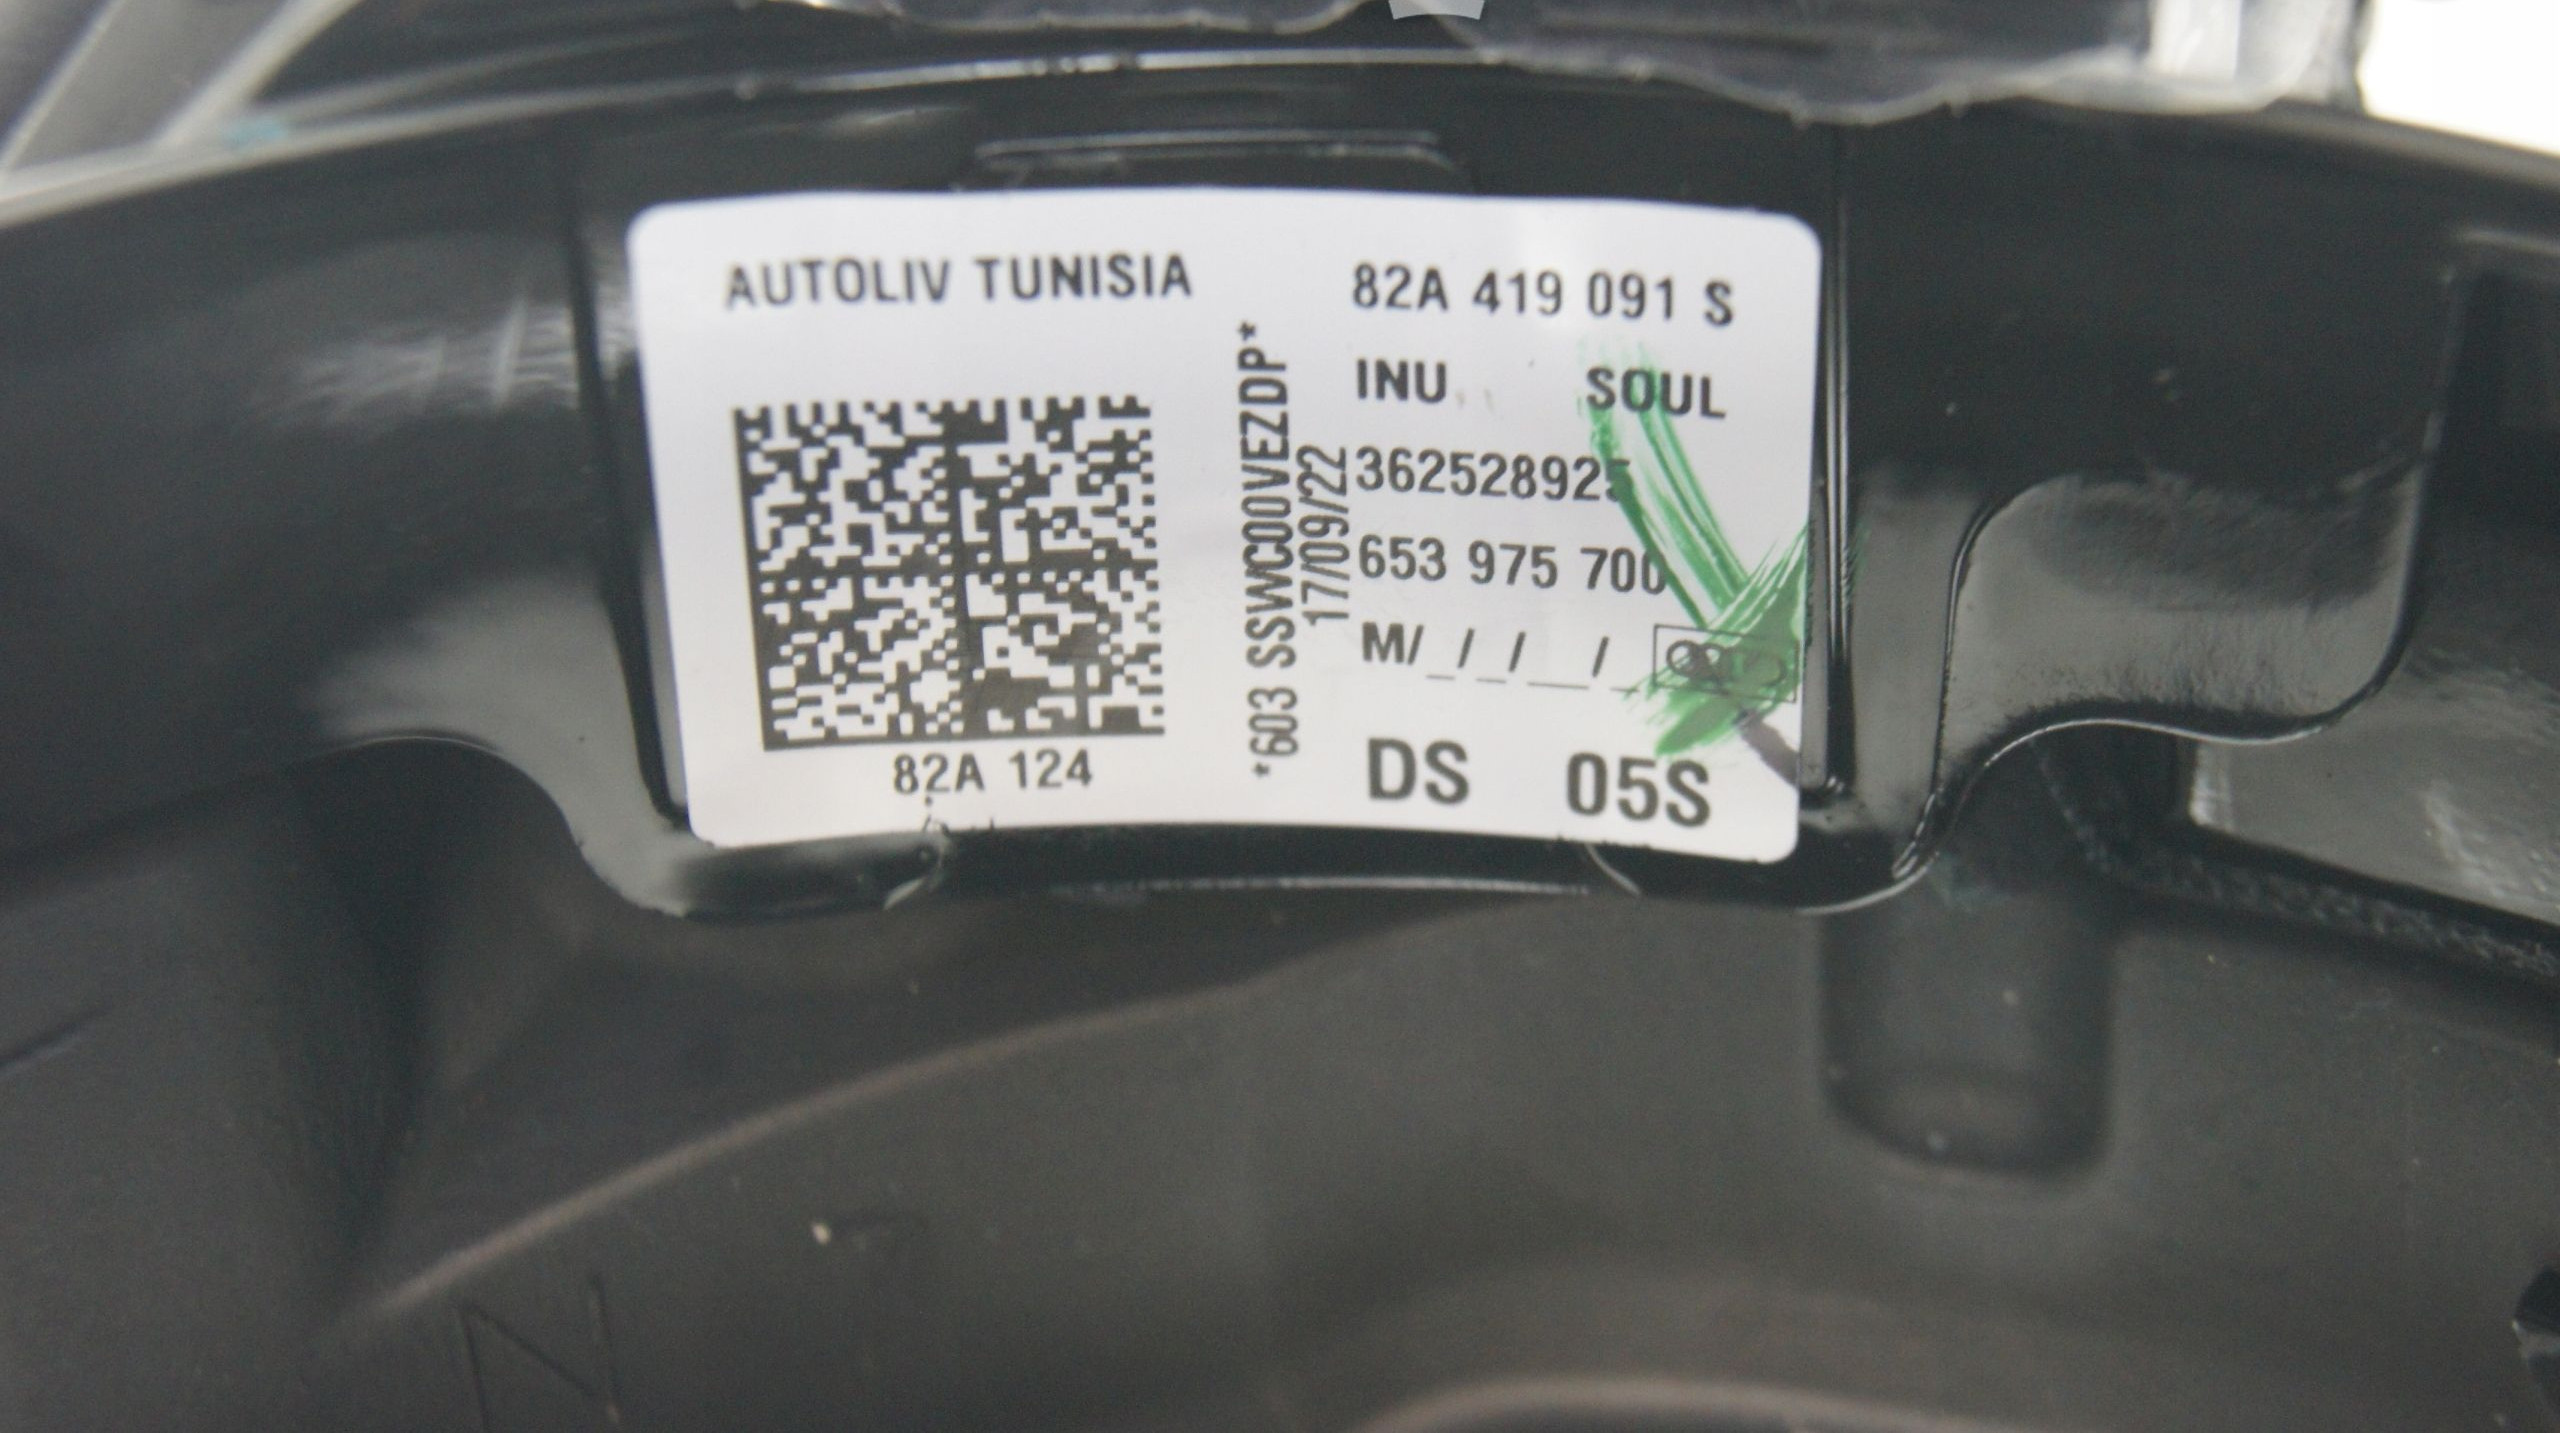 AUTOLIV TUNISIA
82A 124
*603 SSWC00VEZDP*
17/09/22
82A 419 091 S
INU SOUL
362528925
653 975 700
M/_/_/__/_
DS 05S
N